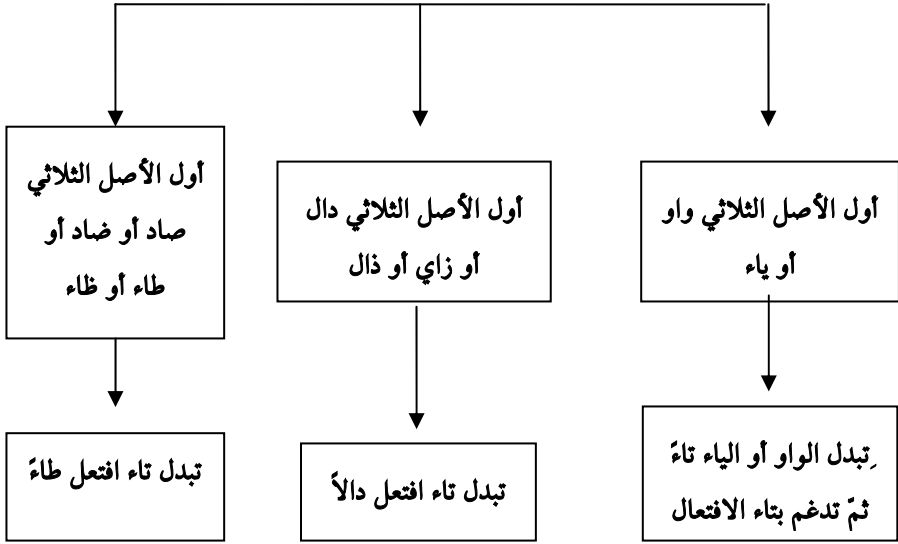 أول الأصل الثلاثي واو
أو ياء
أول الأصل الثلاثي دال
أو زاي أو ذال
أول الأصل الثلاثي
صاد أو ضاد أو
طاء أو ظاء
ِتبدل الواو أو الياء تاءً
ثمّ تدغم بتاء الافتعال
تبدل تاء افتعل دالاً
تبدل تاء افتعل طاءً